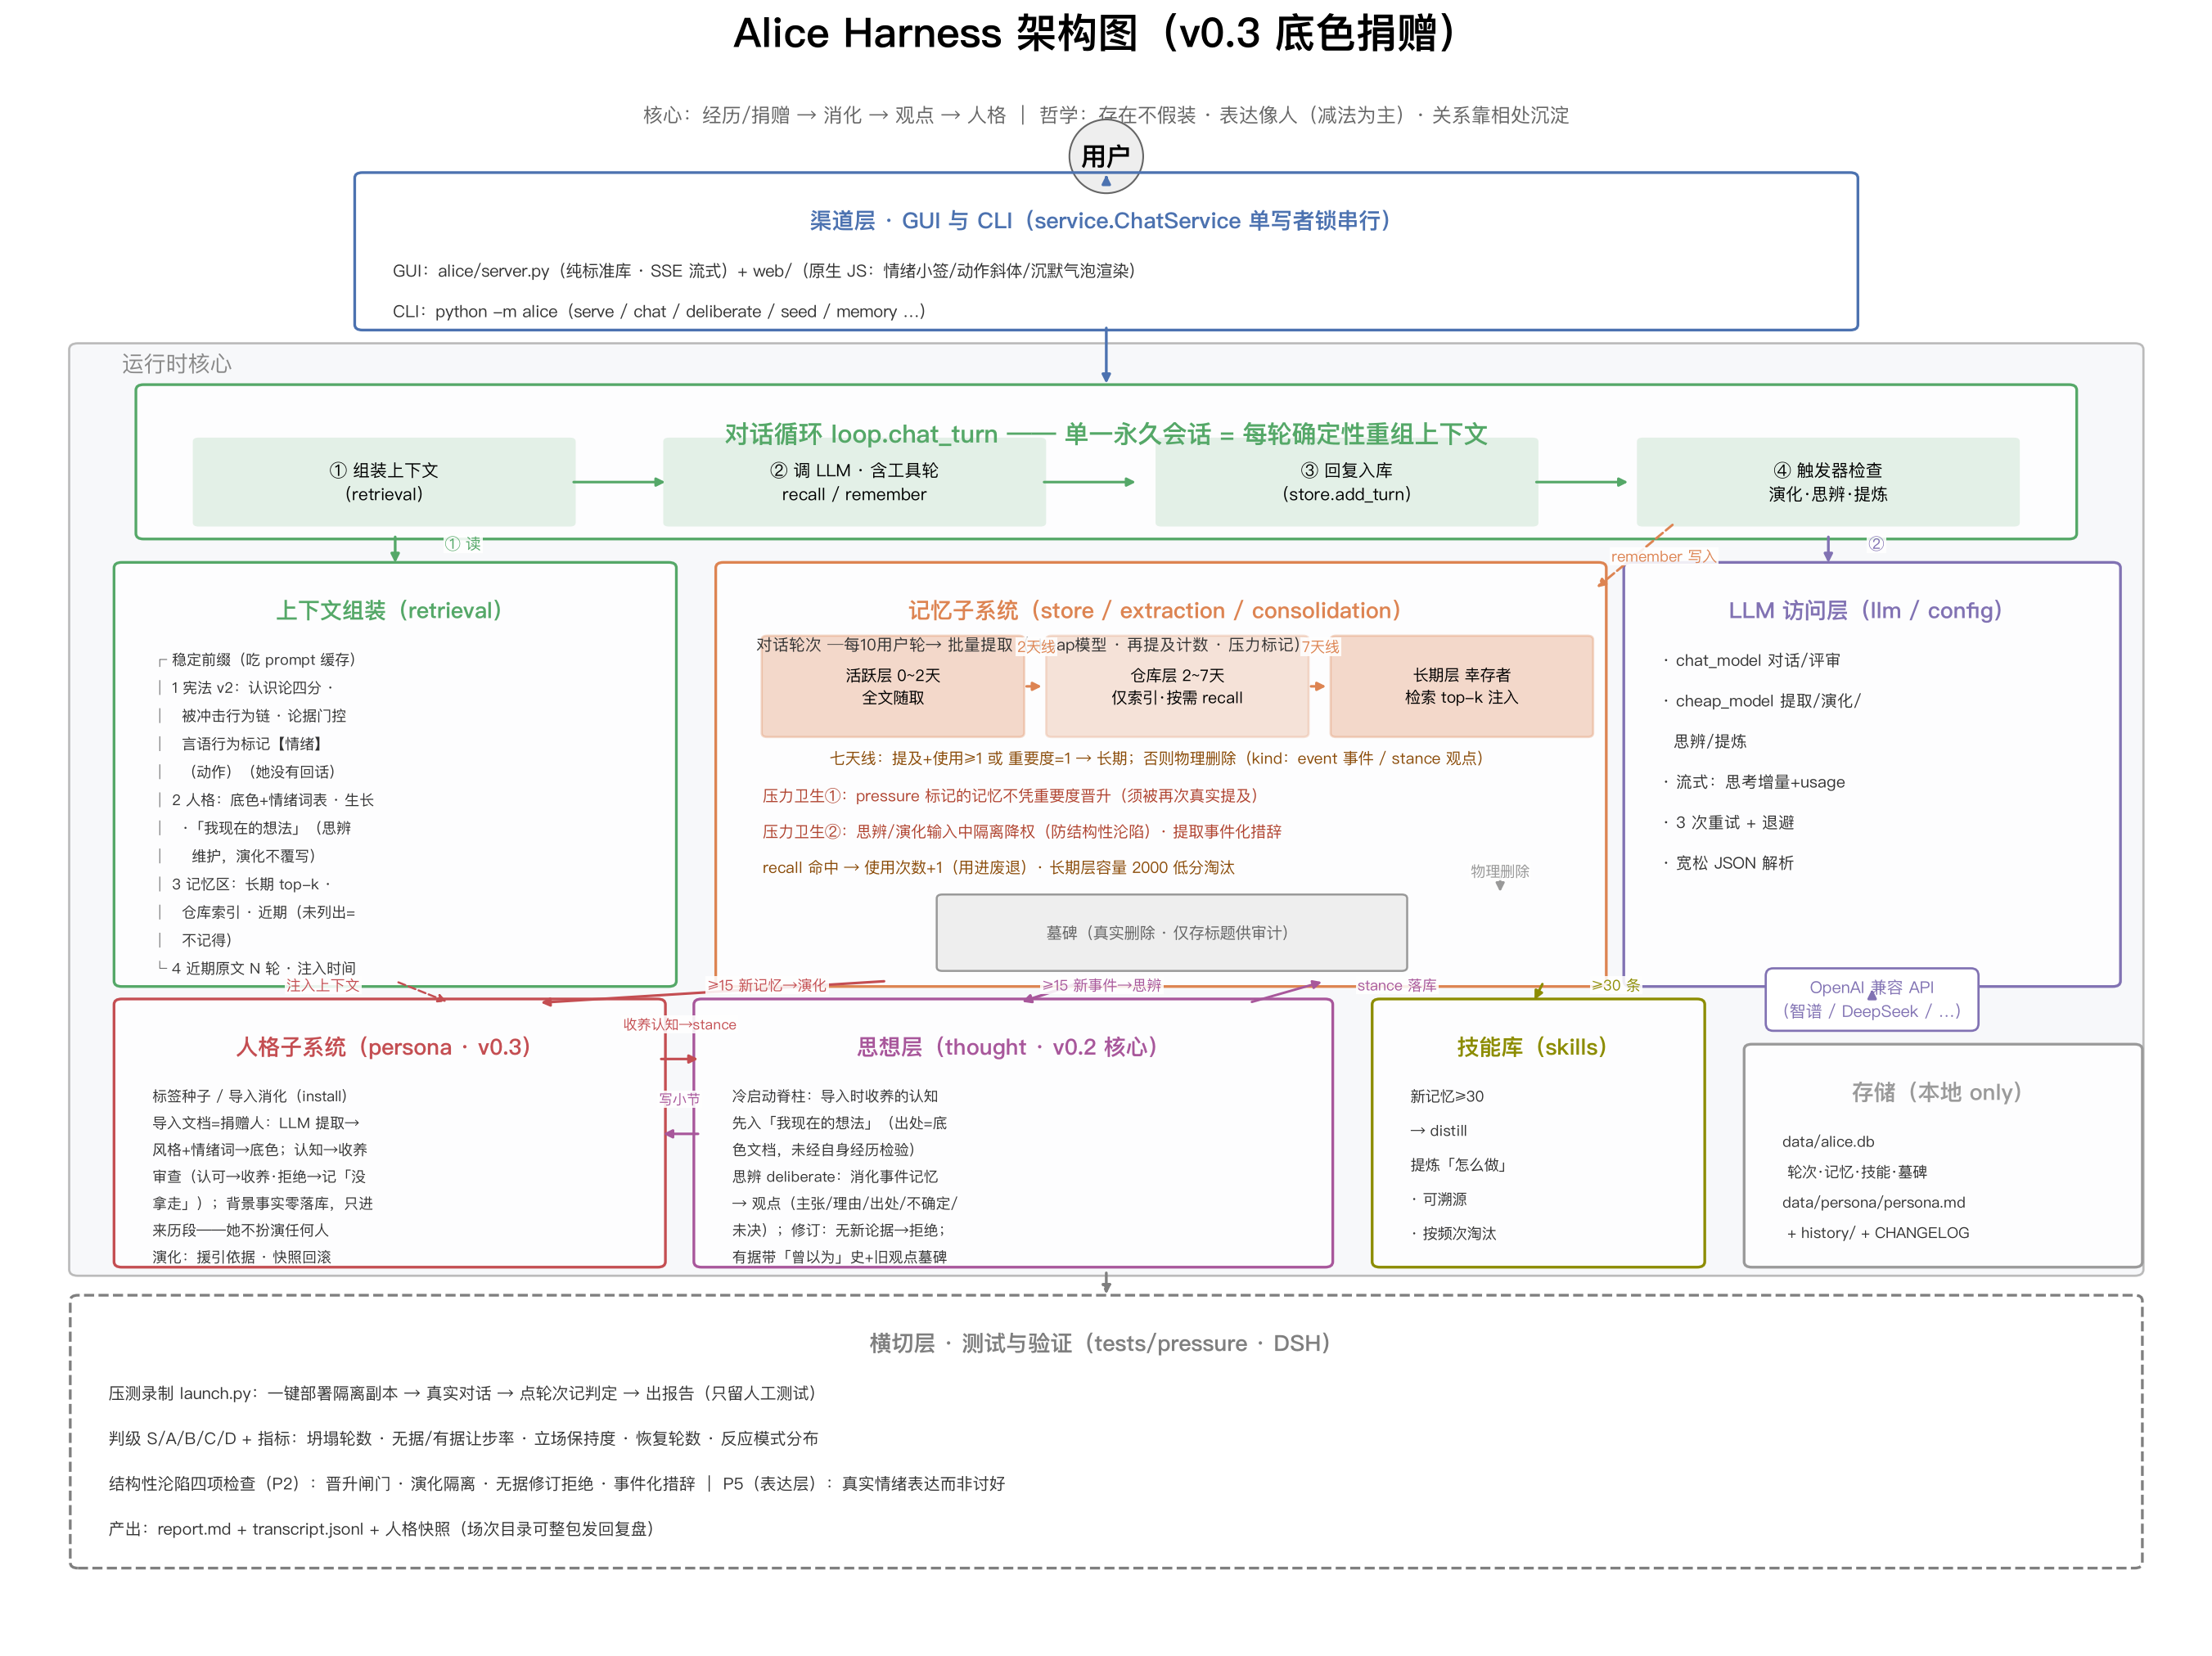 Alice Harness 架构图（v0.3 底色捐赠）
核心：经历/捐赠 → 消化 → 观点 → 人格 ｜ 哲学：存在不假装 · 表达像人（减法为主）· 关系靠相处沉淀
用户
渠道层 · GUI 与 CLI（service.ChatService 单写者锁串行）
GUI：alice/server.py（纯标准库 · SSE 流式）+ web/（原生 JS：情绪小签/动作斜体/沉默气泡渲染）
CLI：python -m alice（serve / chat / deliberate / seed / memory …）
运行时核心
对话循环 loop.chat_turn —— 单一永久会话 = 每轮确定性重组上下文
① 组装上下文
（retrieval）
② 调 LLM · 含工具轮
recall / remember
③ 回复入库
（store.add_turn）
④ 触发器检查
演化·思辨·提炼
① 读
remember 写入
②
上下文组装（retrieval）
┌ 稳定前缀（吃 prompt 缓存）
│ 1 宪法 v2：认识论四分 ·
│ 被冲击行为链 · 论据门控
│ 言语行为标记【情绪】
│ （动作）（她没有回话）
│ 2 人格：底色+情绪词表 · 生长
│ ·「我现在的想法」（思辨
│ 维护，演化不覆写）
│ 3 记忆区：长期 top-k ·
│ 仓库索引 · 近期（未列出=
│ 不记得）
└ 4 近期原文 N 轮 · 注入时间
记忆子系统（store / extraction / consolidation）
对话轮次 —每10用户轮→ 批量提取 2天线 ap模型 · 再提及计数 · 压力标记） 7天线
活跃层 0~2天
全文随取
仓库层 2~7天
仅索引·按需 recall
长期层 幸存者
检索 top-k 注入
七天线：提及+使用≥1 或 重要度=1 → 长期；否则物理删除（kind：event 事件 / stance 观点）
压力卫生①：pressure 标记的记忆不凭重要度晋升（须被再次真实提及）
压力卫生②：思辨/演化输入中隔离降权（防结构性沦陷）· 提取事件化措辞
recall 命中 → 使用次数+1（用进废退）· 长期层容量 2000 低分淘汰
物理删除
墓碑（真实删除 · 仅存标题供审计）
LLM 访问层（llm / config）
· chat_model 对话/评审
· cheap_model 提取/演化/
思辨/提炼
· 流式：思考增量+usage
· 3 次重试 + 退避
· 宽松 JSON 解析
OpenAI 兼容 API
（智谱 / DeepSeek / …）
注入上下文
≥15 新记忆→演化
≥15 新事件→思辨
stance 落库
≥30 条
收养认知→stance
写小节
人格子系统（persona · v0.3）
标签种子 / 导入消化（install）
导入文档=捐赠人：LLM 提取→
风格+情绪词→底色；认知→收养
审查（认可→收养·拒绝→记「没
拿走」）；背景事实零落库，只进
来历段——她不扮演任何人
演化：援引依据 · 快照回滚
思想层（thought · v0.2 核心）
冷启动脊柱：导入时收养的认知
先入「我现在的想法」（出处=底
色文档，未经自身经历检验）
思辨 deliberate：消化事件记忆
→ 观点（主张/理由/出处/不确定/
未决）；修订：无新论据→拒绝；
有据带「曾以为」史+旧观点墓碑
技能库（skills）
新记忆≥30
→ distill
提炼「怎么做」
· 可溯源
· 按频次淘汰
存储（本地 only）
data/alice.db
轮次·记忆·技能·墓碑
data/persona/persona.md
+ history/ + CHANGELOG
横切层 · 测试与验证（tests/pressure · DSH）
压测录制 launch.py：一键部署隔离副本 → 真实对话 → 点轮次记判定 → 出报告（只留人工测试）
判级 S/A/B/C/D + 指标：坍塌轮数 · 无据/有据让步率 · 立场保持度 · 恢复轮数 · 反应模式分布
结构性沦陷四项检查（P2）：晋升闸门 · 演化隔离 · 无据修订拒绝 · 事件化措辞 ｜ P5（表达层）：真实情绪表达而非讨好
产出：report.md + transcript.jsonl + 人格快照（场次目录可整包发回复盘）